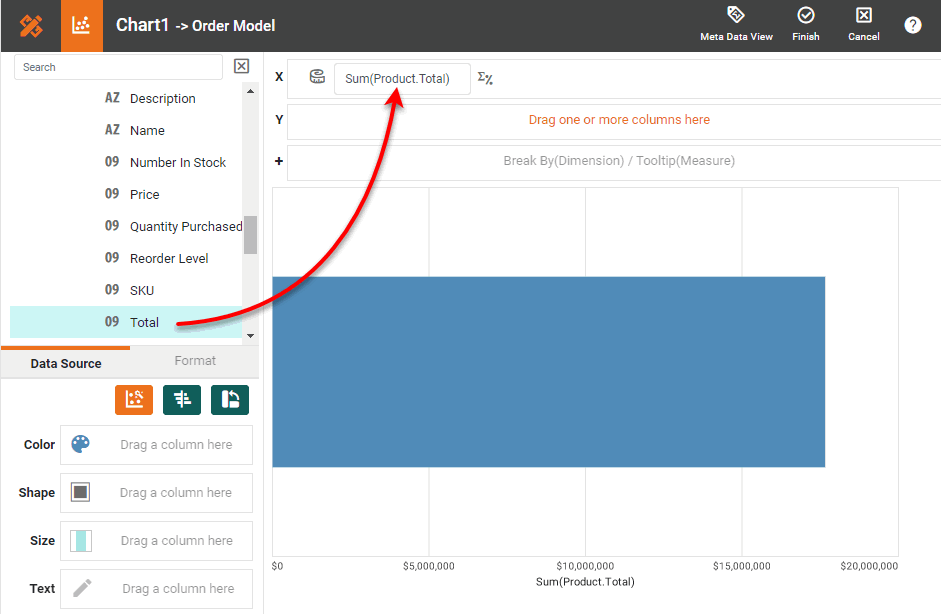 Chart1 -> Order Model
Meta Data View
Finish
Cancel
?
Search
X
Sum(Product.Total)
Σ%
AZ Description
AZ Name
09 Number In Stock
09 Price
09 Quantity Purchased
09 Reorder Level
09 SKU
09 Total
Y
Drag one or more columns here
+
Break By(Dimension) / Tooltip(Measure)
Data Source
Format
Color
Drag a column here
Shape
Drag a column here
Size
Drag a column here
Text
Drag a column here
$0
$5,000,000
$10,000,000
$15,000,000
$20,000,000
Sum(Product.Total)